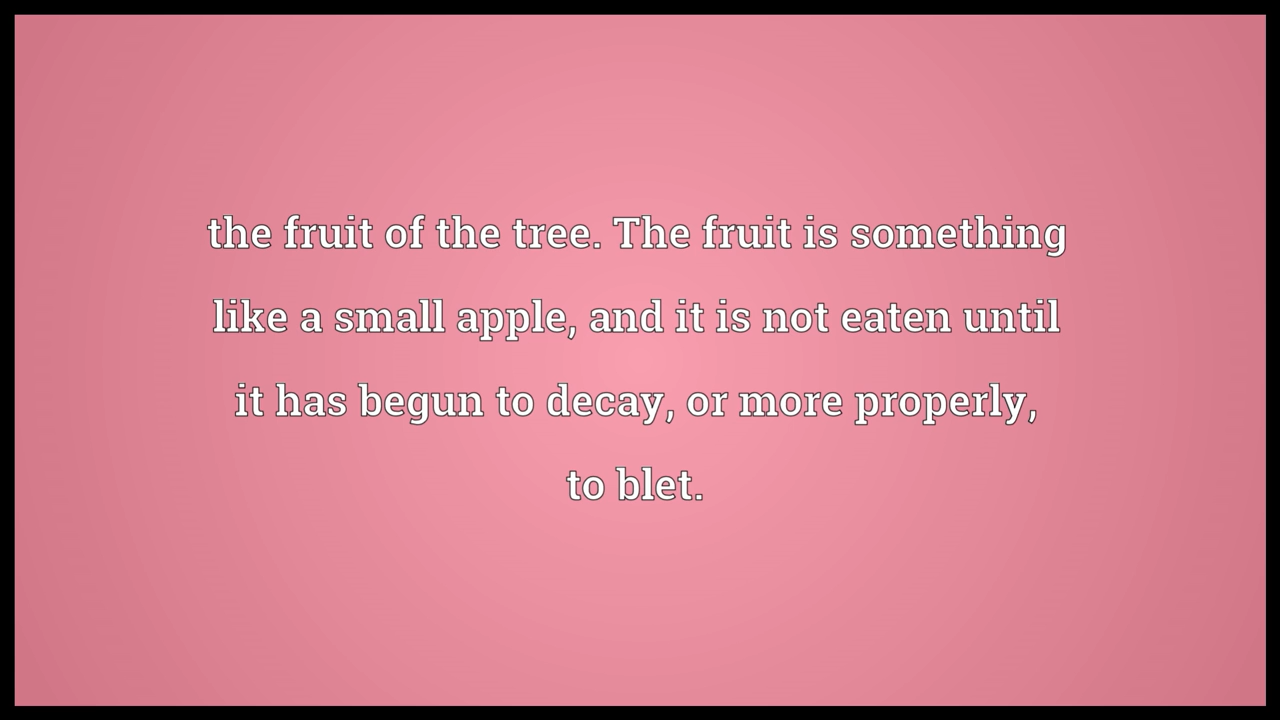 the fruit of the tree. The fruit is something
like a small apple, and it is not eaten until
it has begun to decay, or more properly,
to blet.